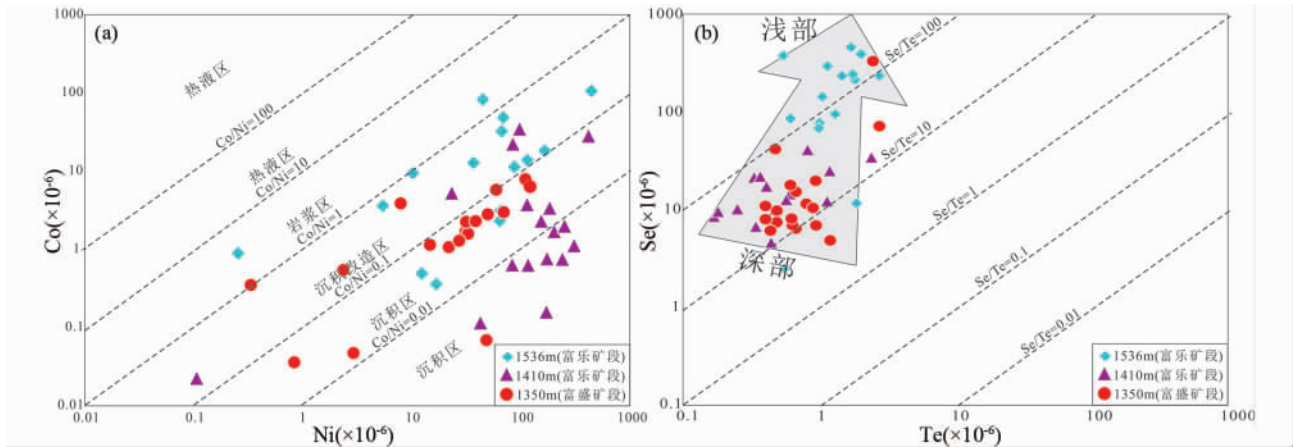 (a)
1000
100
10
1
0.1
0.01
Co(×10⁻⁶)
热液区
Co/Ni=100
热液区
Co/Ni=10
岩浆区
Co/Ni=1
沉积改造区
Co/Ni=0.1
沉积区
Co/Ni=0.01
沉积区
1536m(富乐矿段)
1410m(富乐矿段)
1350m(富盛矿段)
0.01
0.1
1
10
100
1000
Ni(×10⁻⁶)
(b)
1000
100
10
1
0.1
Se(×10⁻⁶)
浅部
深部
Se/Te=100
Se/Te=10
Se/Te=1
Se/Te=0.1
Se/Te=0.01
1536m(富乐矿段)
1410m(富乐矿段)
1350m(富盛矿段)
0.1
1
10
100
1000
Te(×10⁻⁶)